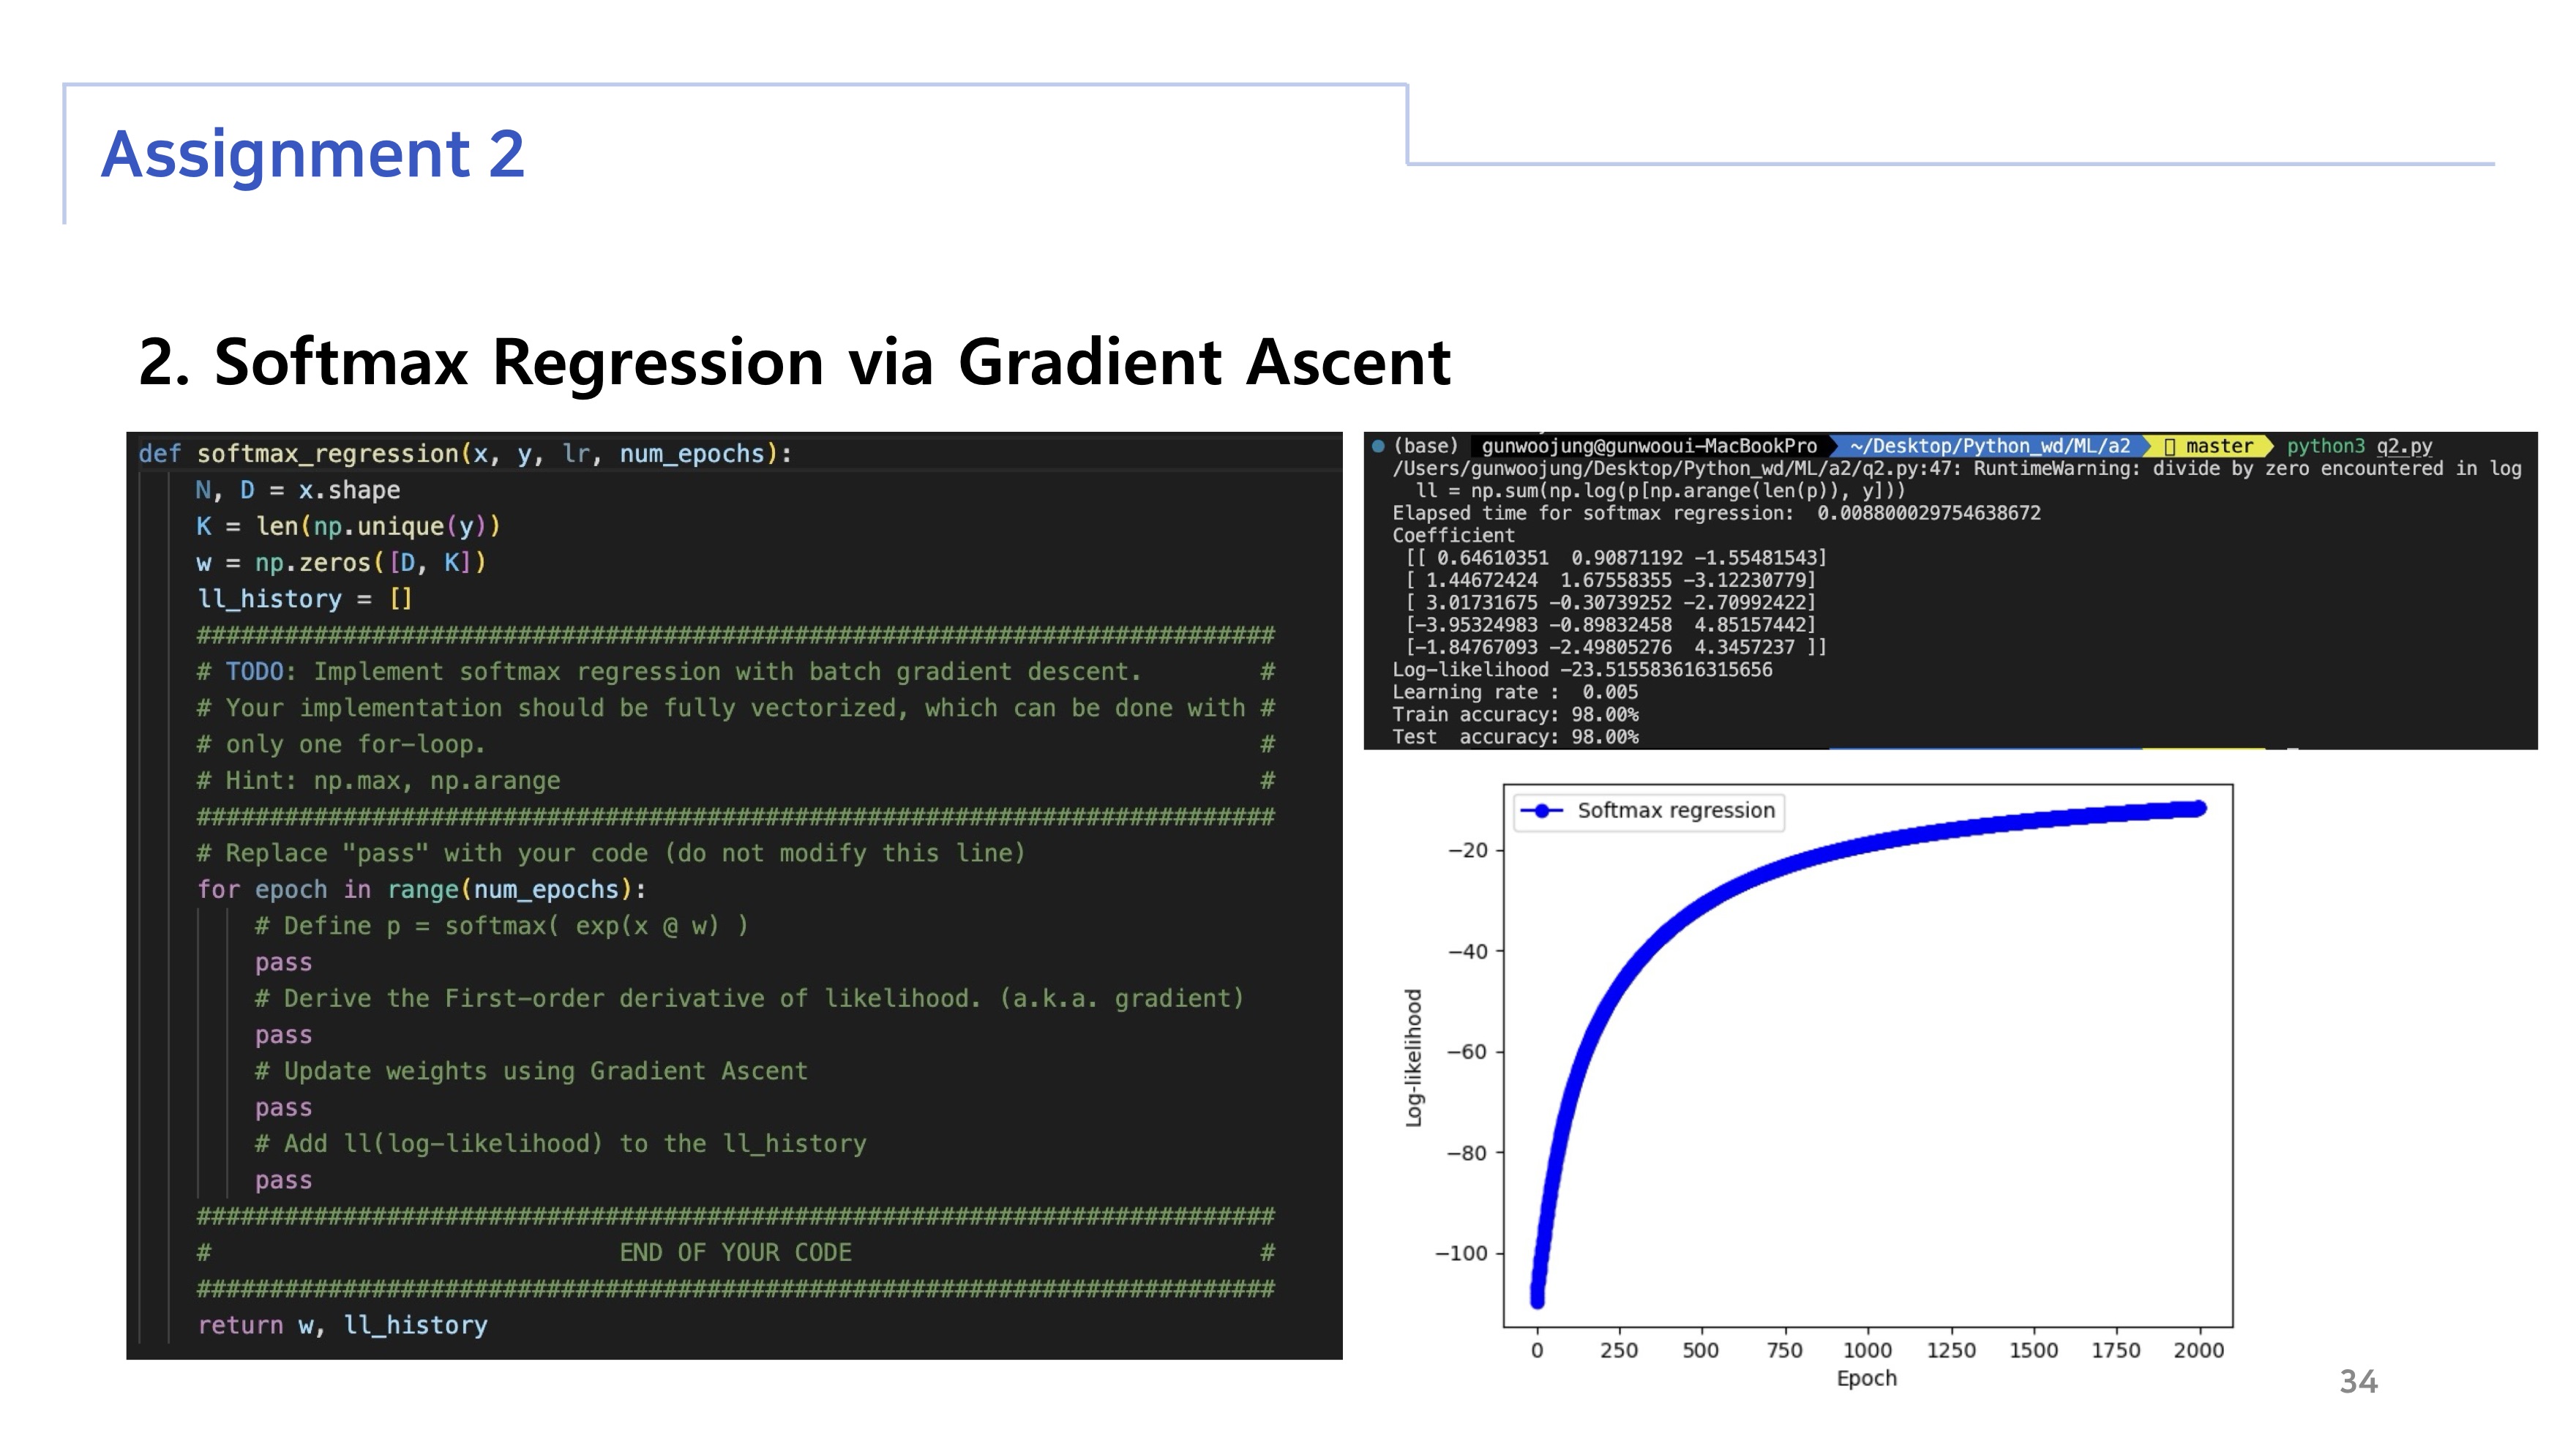 Assignment 2
2. Softmax Regression via Gradient Ascent
def softmax_regression(x, y, lr, num_epochs):
N, D = x.shape
K = len(np.unique(y))
w = np.zeros([D, K])
ll_history = []
##########################################################################
# TODO: Implement softmax regression with batch gradient descent.        #
# Your implementation should be fully vectorized, which can be done with #
# only one for-loop.                                                     #
# Hint: np.max, np.arange                                                #
##########################################################################
# Replace "pass" with your code (do not modify this line)
for epoch in range(num_epochs):
# Define p = softmax( exp(x @ w) )
pass
# Derive the First-order derivative of likelihood. (a.k.a. gradient)
pass
# Update weights using Gradient Ascent
pass
# Add ll(log-likelihood) to the ll_history
pass
##########################################################################
#                            END OF YOUR CODE                            #
##########################################################################
return w, ll_history
(base) gunwoojung@gunwooui-MacBookPro ~/Desktop/Python_wd/ML/a2 master python3 q2.py
/Users/gunwoojung/Desktop/Python_wd/ML/a2/q2.py:47: RuntimeWarning: divide by zero encountered in log
ll = np.sum(np.log(p[np.arange(len(p)), y]))
Elapsed time for softmax regression:  0.008800029754638672
Coefficient
[[ 0.64610351  0.90871192 -1.55481543]
[ 1.44672424  1.67558355 -3.12230779]
[ 3.01731675 -0.30739252 -2.70992422]
[-3.95324983 -0.89832458  4.85157442]
[-1.84767093 -2.49805276  4.3457237 ]]
Log-likelihood -23.515583616315656
Learning rate :  0.005
Train accuracy: 98.00%
Test  accuracy: 98.00%
Softmax regression
−20
−40
−60
−80
−100
Log-likelihood
0 250 500 750 1000 1250 1500 1750 2000
Epoch
34